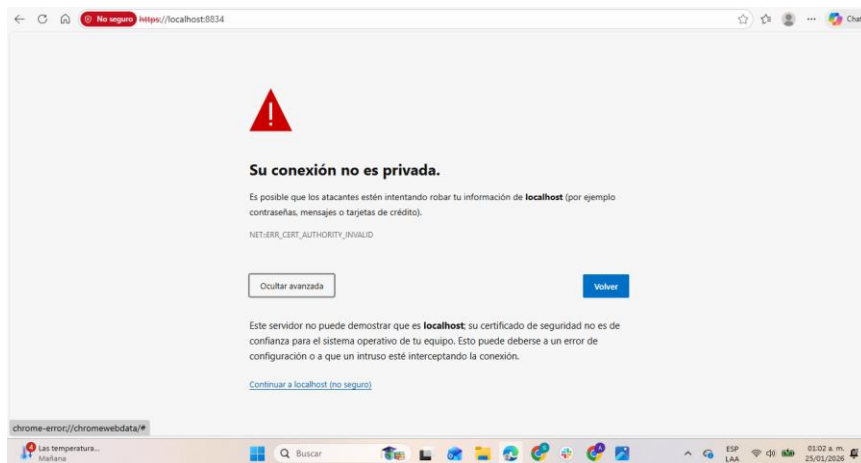 No seguro https://localhost:8834
Chat
Su conexión no es privada.
Es posible que los atacantes estén intentando robar tu información de localhost (por ejemplo
contraseñas, mensajes o tarjetas de crédito).
NET::ERR_CERT_AUTHORITY_INVALID
Ocultar avanzada
Volver
Este servidor no puede demostrar que es localhost; su certificado de seguridad no es de
confianza para el sistema operativo de tu equipo. Esto puede deberse a un error de
configuración o a que un intruso esté interceptando la conexión.
Continuar a localhost (no seguro)
chrome-error://chromewebdata/#
4
Las temperatura...
Mañana
Buscar
ESP
LAA
01:02 a. m.
25/01/2026